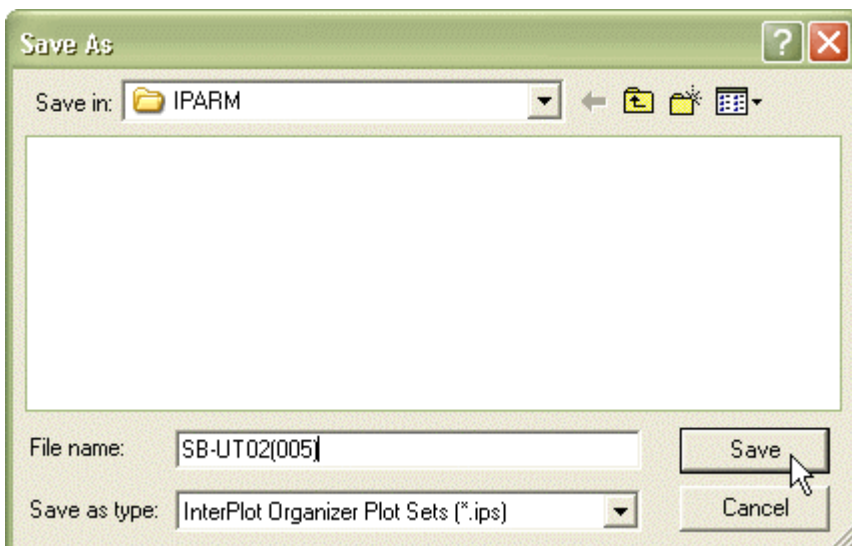 Save As
Save in: IPARM
File name: SB-UT02(005)
Save
Save as type: InterPlot Organizer Plot Sets (*.ips)
Cancel